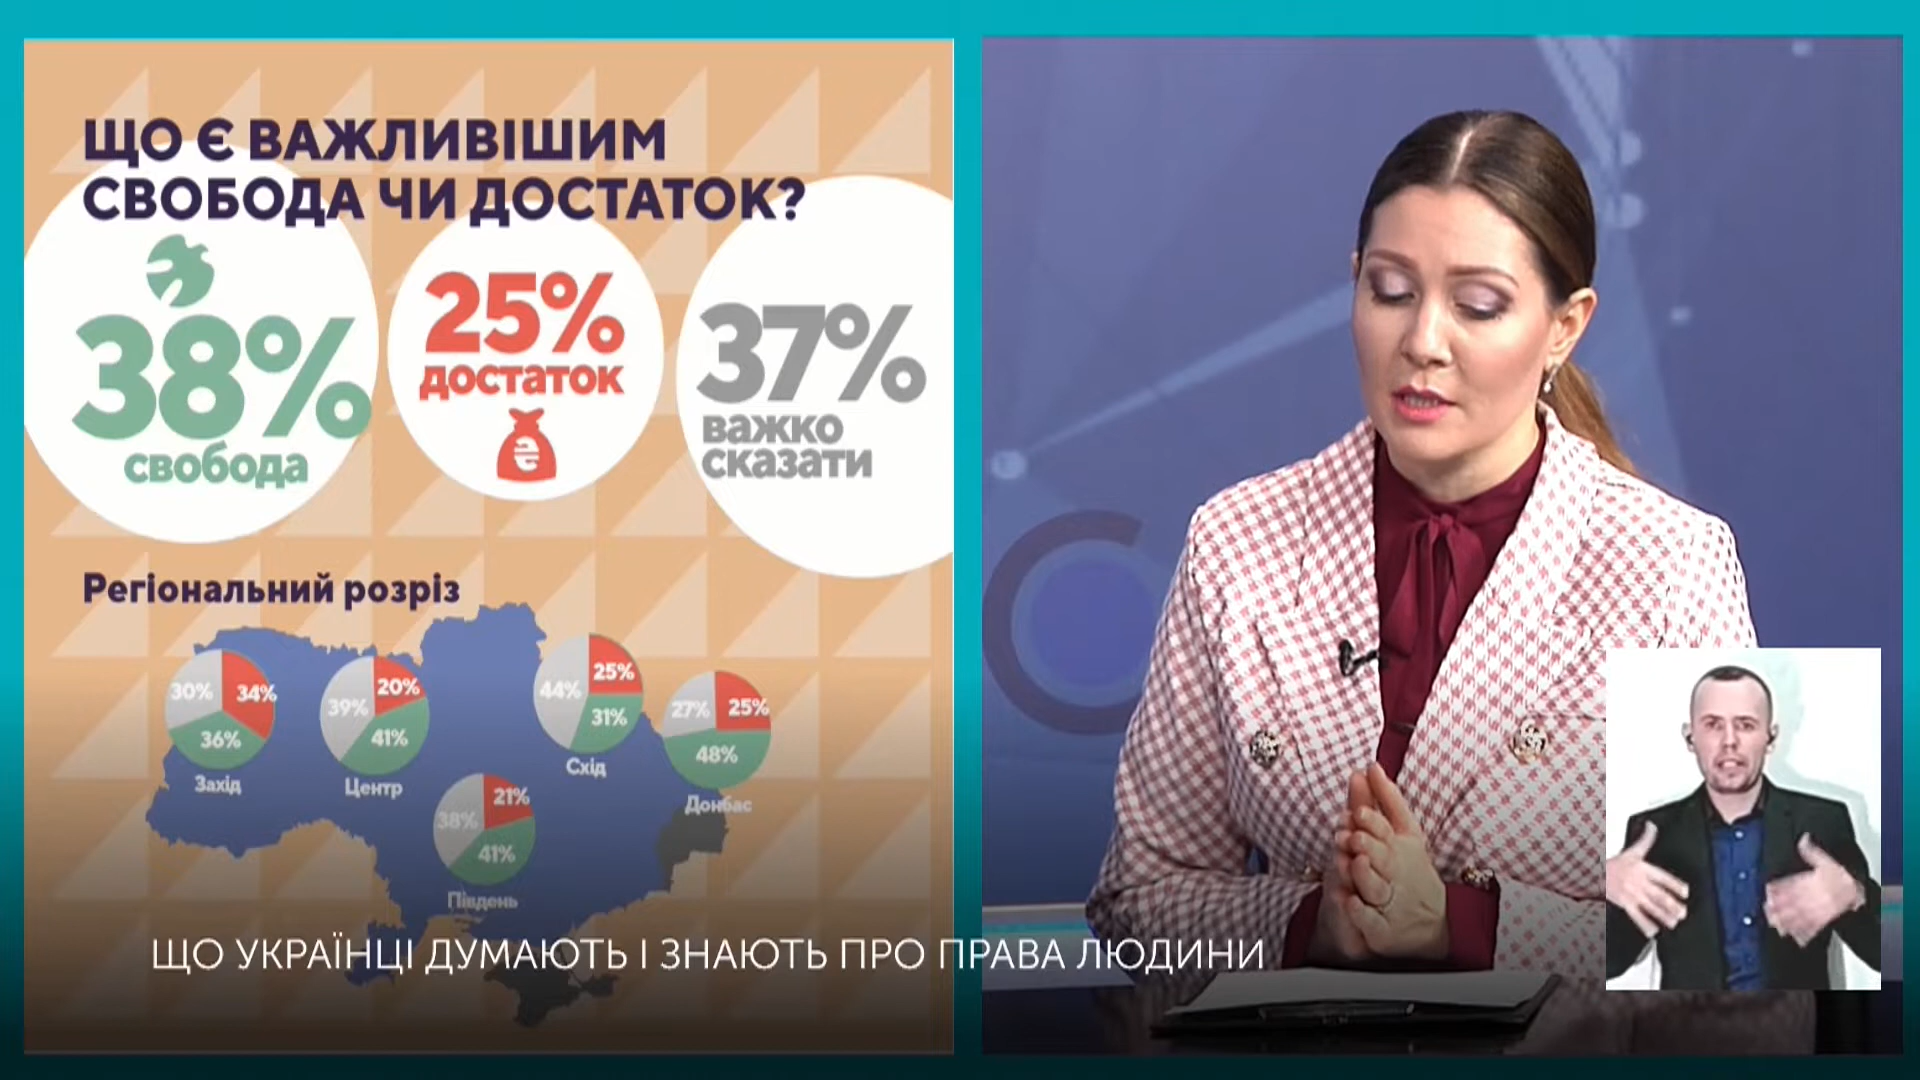 ЩО Є ВАЖЛИВІШИМ
СВОБОДА ЧИ ДОСТАТОК?
38%
свобода
25%
достаток
37%
важко
сказати
Регіональний розріз
30%
34%
36%
Захід
39%
20%
41%
Центр
44%
25%
31%
Схід
27%
25%
48%
Донбас
38%
21%
41%
Південь
ЩО УКРАЇНЦІ ДУМАЮТЬ І ЗНАЮТЬ ПРО ПРАВА ЛЮДИНИ